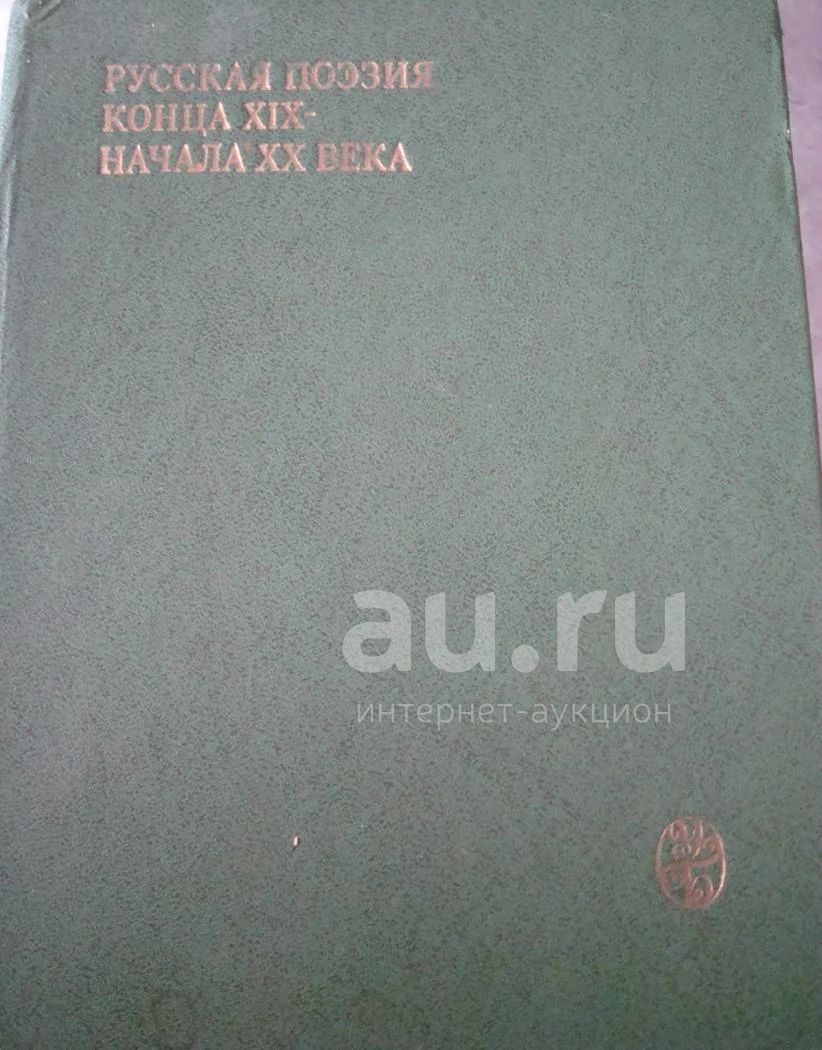 РУССКАЯ ПОЭЗИЯ
КОНЦА XIX-
НАЧАЛА XX ВЕКА
au.ru
интернет-аукцион